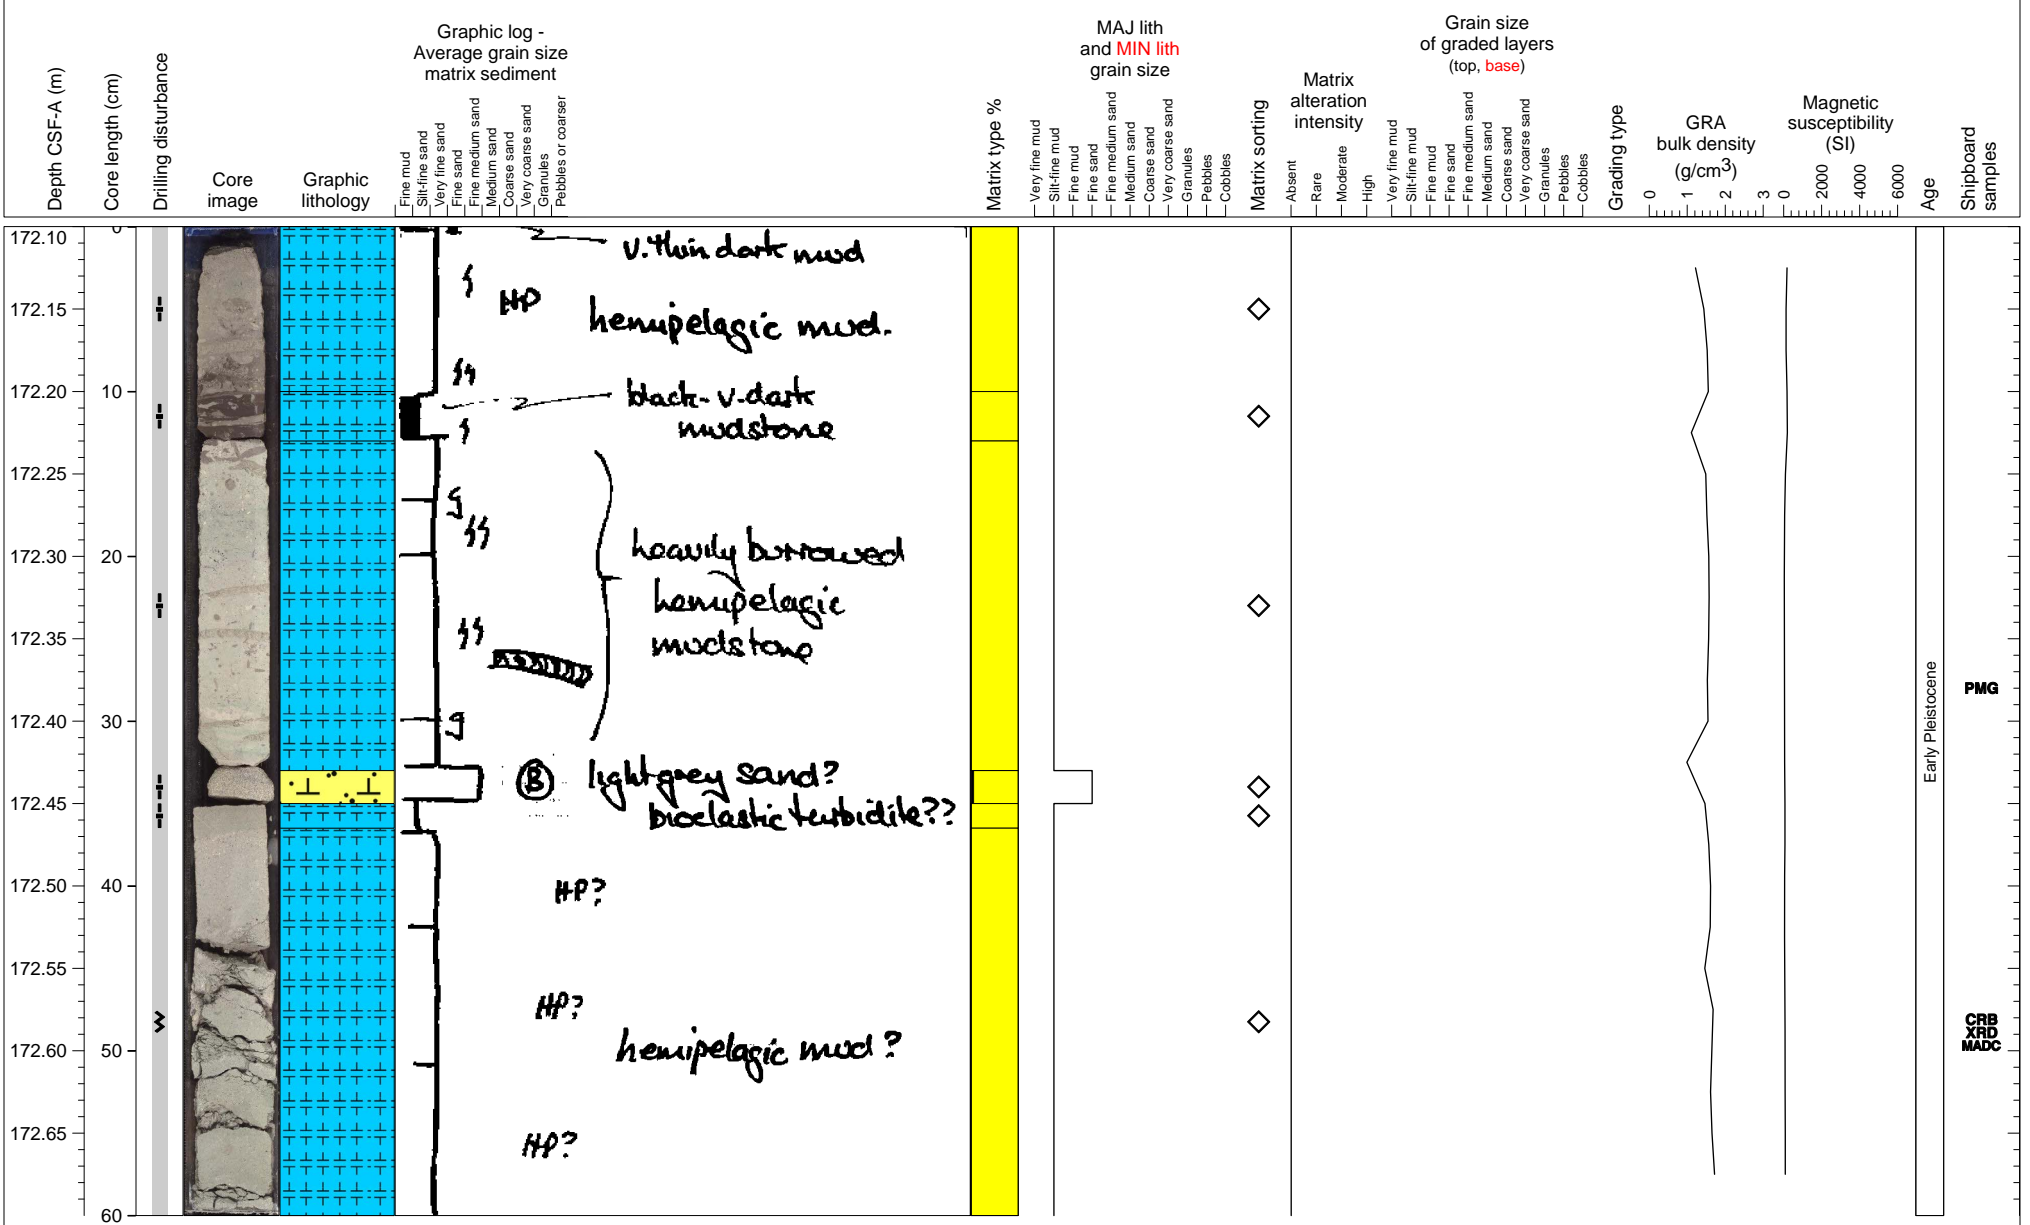 Depth CSF-A (m)
Core length (cm)
Drilling disturbance
Core
image
Graphic
lithology
Graphic log -
Average grain size
matrix sediment
Fine mud
Silt-fine sand
Very fine sand
Fine sand
Fine medium sand
Medium sand
Coarse sand
Very coarse sand
Granules
Pebbles or coarser
Matrix type %
MAJ lith
and MIN lith
grain size
Very fine mud
Silt-fine mud
Fine mud
Fine sand
Fine medium sand
Medium sand
Coarse sand
Very coarse sand
Granules
Pebbles
Cobbles
Matrix sorting
Matrix
alteration
intensity
Absent
Rare
Moderate
High
Grain size
of graded layers
(top, base)
Very fine mud
Silt-fine mud
Fine mud
Fine sand
Fine medium sand
Medium sand
Coarse sand
Very coarse sand
Granules
Pebbles
Cobbles
Grading type
GRA
bulk density
(g/cm3)
0 1 2 3
Magnetic
susceptibility
(SI)
0 2000 4000 6000
Age
Shipboard
samples
172.10 0
v. thin dark mud
HP
172.15
hemipelagic mud.
172.20 10
black- v. dark
mudstone
172.25
172.30 20
heavily burrowed
hemipelagic
mudstone
172.35
PMG
172.40 30
Early Pleistocene
B light grey sand?
bioclastic turbidite??
172.45
172.50 40
HP?
172.55
HP?
CRB
XRD
MADC
172.60 50
hemipelagic mud?
172.65
HP?
60